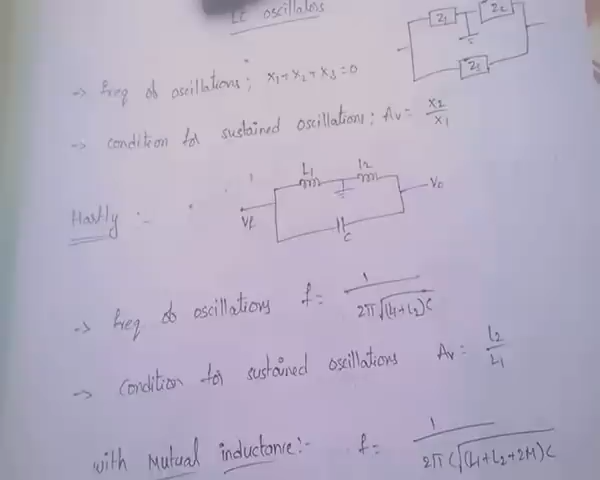 LC oscillators
Z1 Z2
Z3
-> freq of oscillations; X1+X2+X3=0
-> condition for sustained oscillations; Av = X2/X1
L1 L2
Hartly :-
Vf Vo
C
-> freq of oscillations f = 1/2π√(L1+L2)C
-> Condition for sustained oscillations Av = L2/L1
with Mutual inductance:- f = 1/2π(√(L1+L2+2M)C